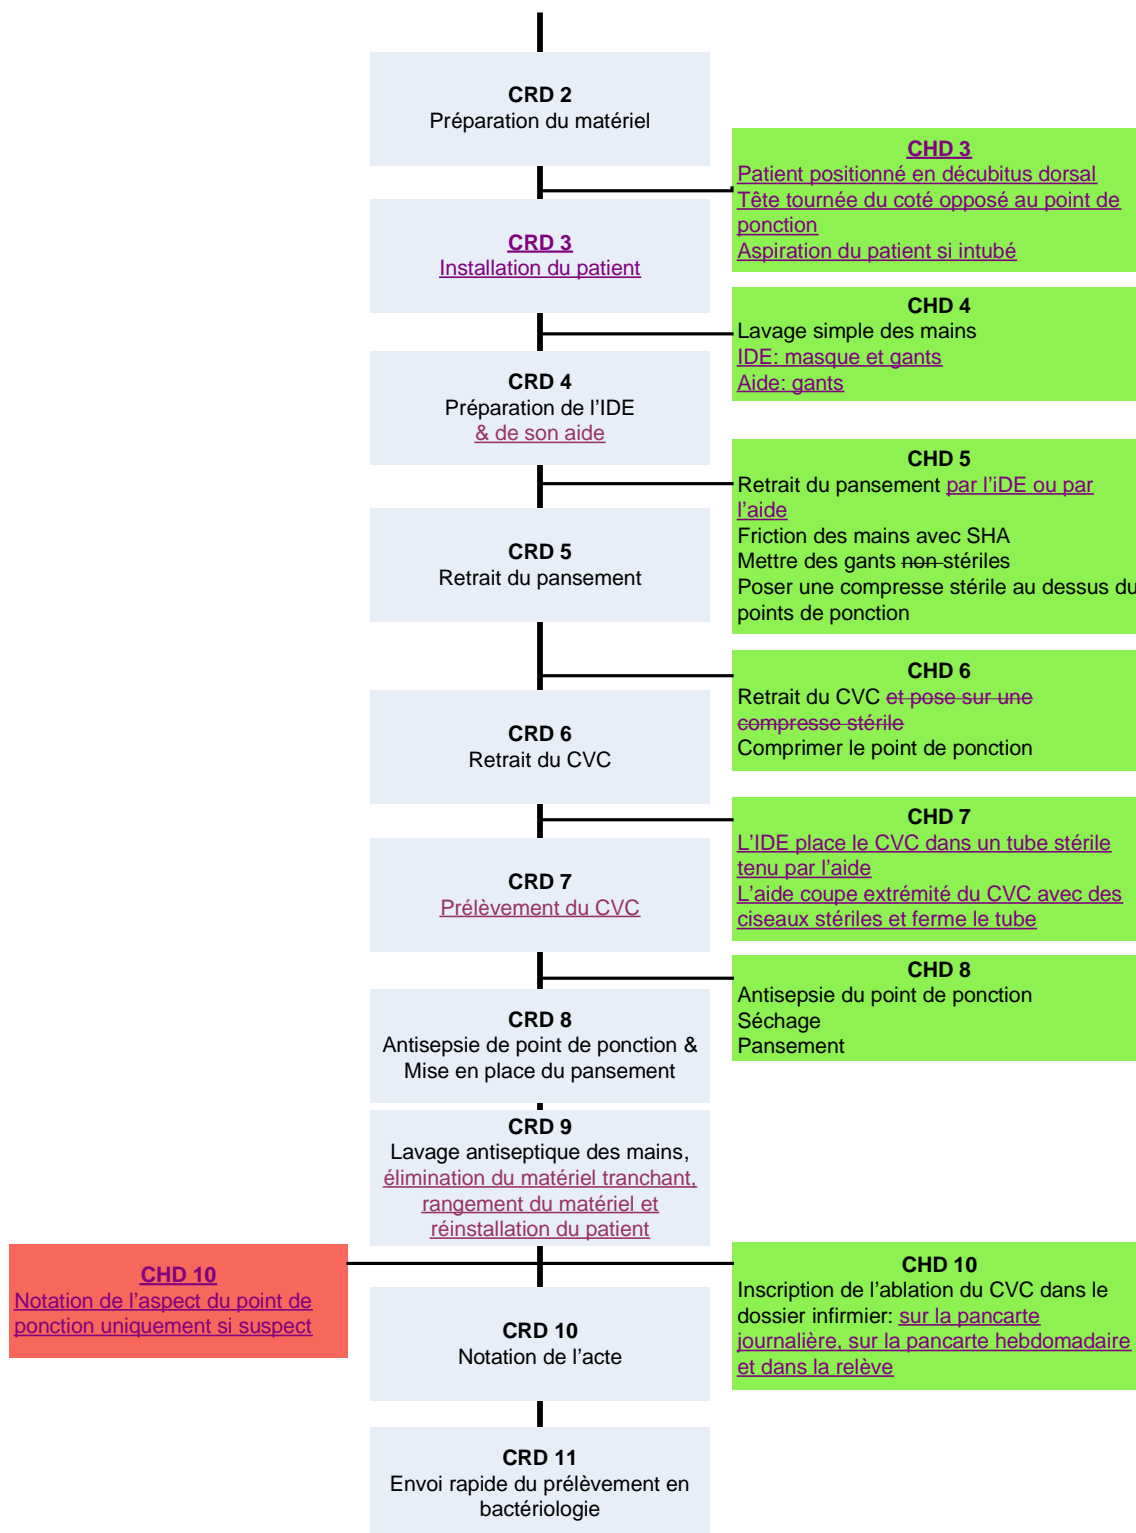 CRD 2
Préparation du matériel
CHD 3
Patient positionné en décubitus dorsal
Tête tournée du coté opposé au point de
ponction
Aspiration du patient si intubé
CRD 3
Installation du patient
CHD 4
Lavage simple des mains
IDE: masque et gants
Aide: gants
CRD 4
Préparation de l'IDE
& de son aide
CHD 5
Retrait du pansement par l'iDE ou par
l'aide
Friction des mains avec SHA
Mettre des gants non stériles
Poser une compresse stérile au dessus du
points de ponction
CRD 5
Retrait du pansement
CHD 6
Retrait du CVC et pose sur une
compresse stérile
Comprimer le point de ponction
CRD 6
Retrait du CVC
CHD 7
L'IDE place le CVC dans un tube stérile
tenu par l'aide
L'aide coupe extrémité du CVC avec des
ciseaux stériles et ferme le tube
CRD 7
Prélèvement du CVC
CHD 8
Antisepsie du point de ponction
Séchage
Pansement
CRD 8
Antisepsie de point de ponction &
Mise en place du pansement
CRD 9
Lavage antiseptique des mains,
élimination du matériel tranchant,
rangement du matériel et
réinstallation du patient
CHD 10
Notation de l'aspect du point de
ponction uniquement si suspect
CHD 10
Inscription de l'ablation du CVC dans le
dossier infirmier: sur la pancarte
journalière, sur la pancarte hebdomadaire
et dans la relève
CRD 10
Notation de l'acte
CRD 11
Envoi rapide du prélèvement en
bactériologie